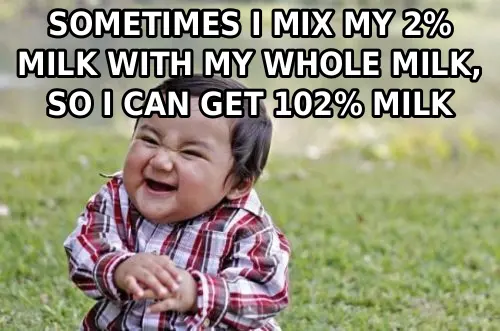 SOMETIMES I MIX MY 2%
MILK WITH MY WHOLE MILK,
SO I CAN GET 102% MILK